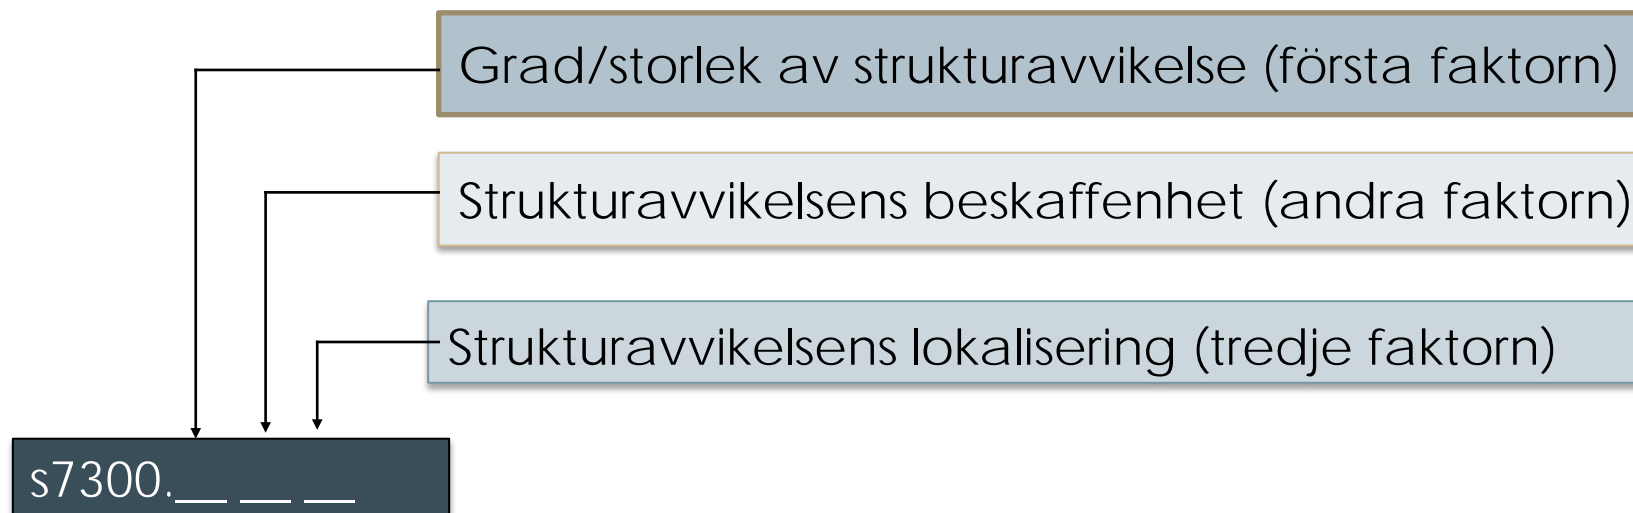 Grad/storlek av strukturavvikelse (första faktorn)
Strukturavvikelsens beskaffenhet (andra faktorn)
Strukturavvikelsens lokalisering (tredje faktorn)
s7300.__ __ __